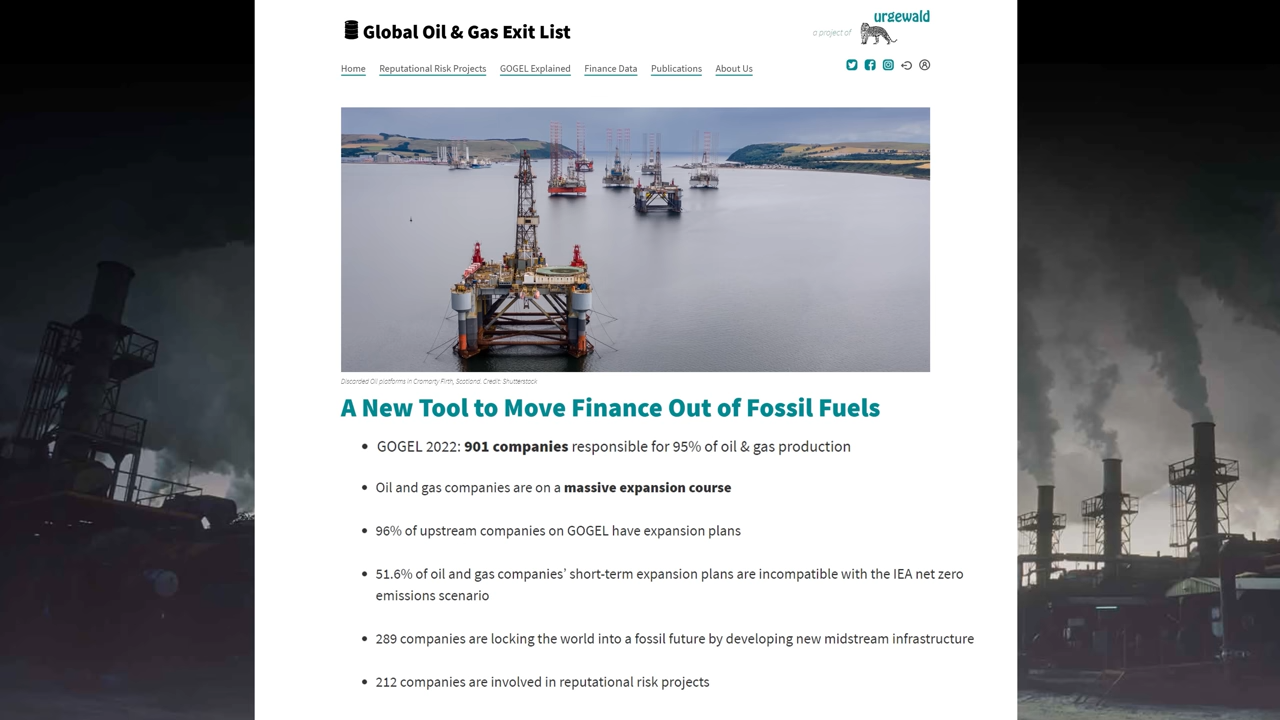 Global Oil & Gas Exit List
a project of
urgewald
Home Reputational Risk Projects GOGEL Explained Finance Data Publications About Us
Discarded Oil platforms in Cromarty Firth, Scotland. Credit: Shutterstock
A New Tool to Move Finance Out of Fossil Fuels
• GOGEL 2022: 901 companies responsible for 95% of oil & gas production
• Oil and gas companies are on a massive expansion course
• 96% of upstream companies on GOGEL have expansion plans
• 51.6% of oil and gas companies’ short-term expansion plans are incompatible with the IEA net zero
emissions scenario
• 289 companies are locking the world into a fossil future by developing new midstream infrastructure
• 212 companies are involved in reputational risk projects